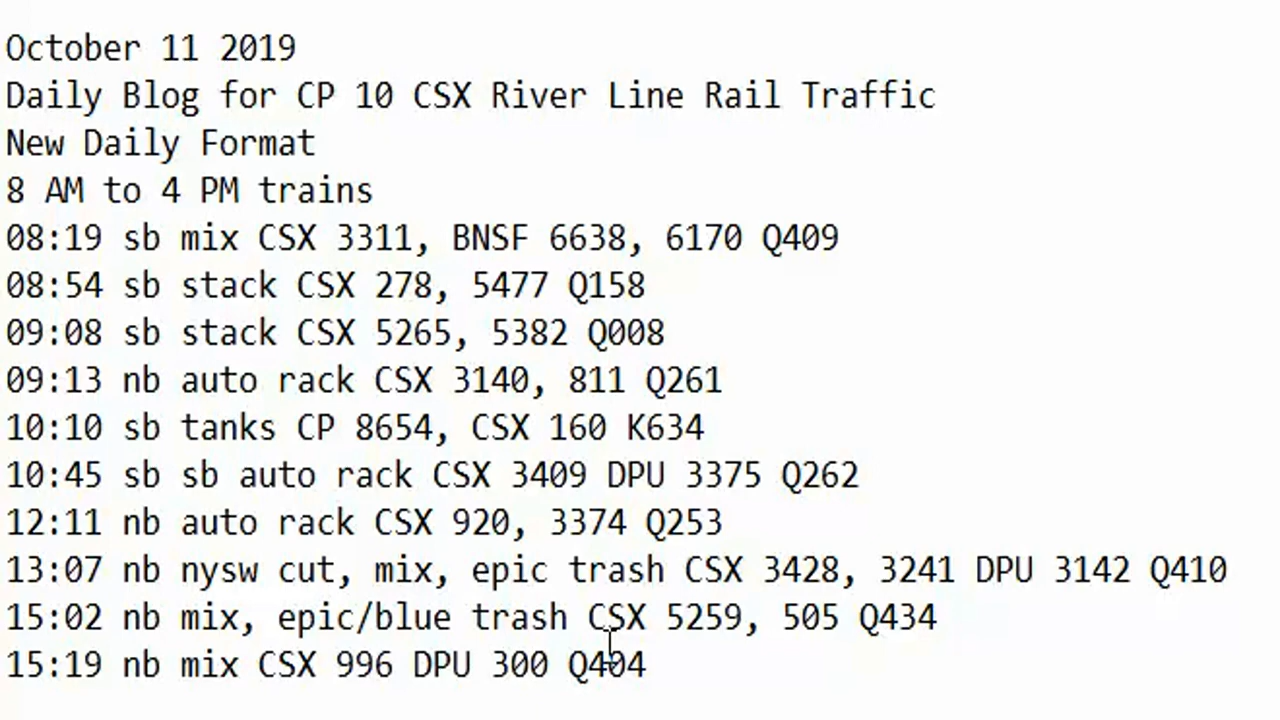 October 11 2019
Daily Blog for CP 10 CSX River Line Rail Traffic
New Daily Format
8 AM to 4 PM trains
08:19 sb mix CSX 3311, BNSF 6638, 6170 Q409
08:54 sb stack CSX 278, 5477 Q158
09:08 sb stack CSX 5265, 5382 Q008
09:13 nb auto rack CSX 3140, 811 Q261
10:10 sb tanks CP 8654, CSX 160 K634
10:45 sb sb auto rack CSX 3409 DPU 3375 Q262
12:11 nb auto rack CSX 920, 3374 Q253
13:07 nb nysw cut, mix, epic trash CSX 3428, 3241 DPU 3142 Q410
15:02 nb mix, epic/blue trash CSX 5259, 505 Q434
15:19 nb mix CSX 996 DPU 300 Q404